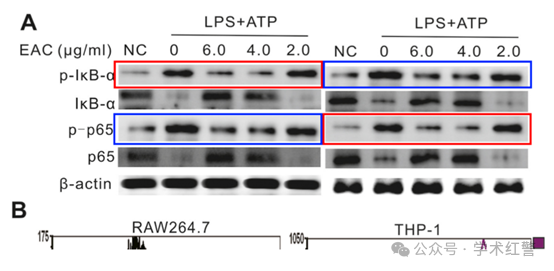 A
LPS+ATP LPS+ATP
EAC (μg/ml) NC 0 6.0 4.0 2.0 NC 0 6.0 4.0 2.0
p-IκB-α
IκB-α
p-p65
p65
β-actin
B
RAW264.7 THP-1
175 1050
公众号 · 学术红警